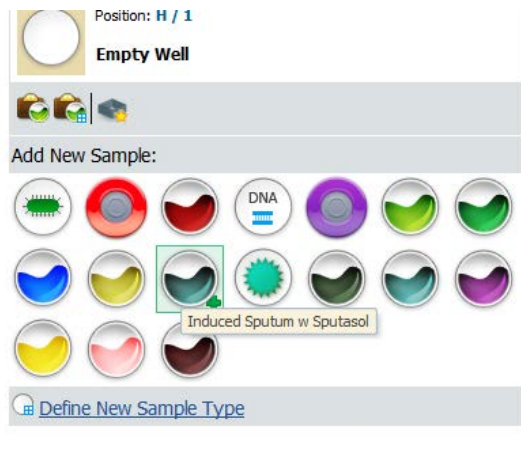 Position: H / 1
Empty Well
Add New Sample:
DNA
Induced Sputum w Sputasol
Define New Sample Type